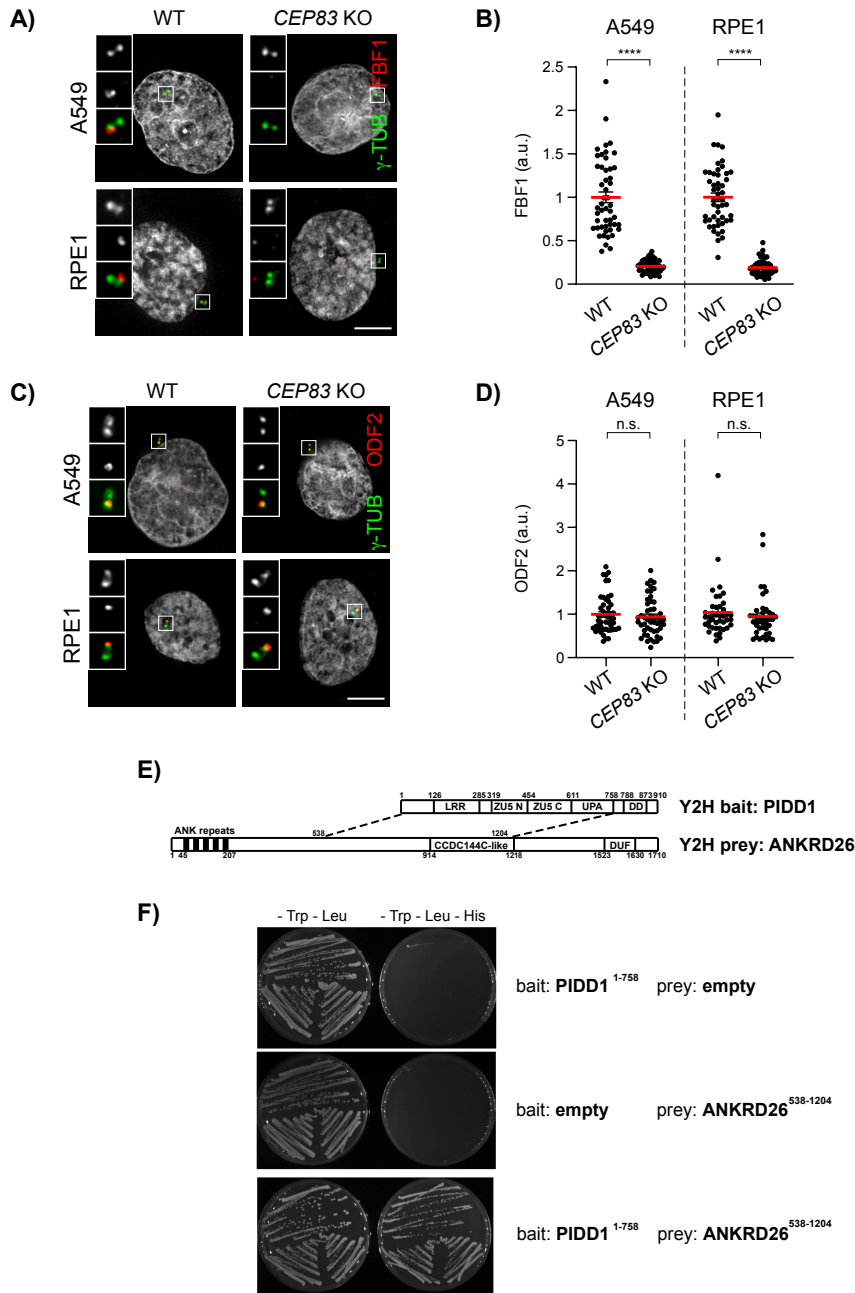 A)
WT
CEP83 KO
A549
RPE1
γ-TUB FBF1
B)
A549
RPE1
****
****
FBF1 (a.u.)
2.5
2
1.5
1
0.5
0
WT
CEP83 KO
WT
CEP83 KO
C)
WT
CEP83 KO
A549
RPE1
γ-TUB ODF2
D)
A549
RPE1
n.s.
n.s.
ODF2 (a.u.)
5
4
3
2
1
0
WT
CEP83 KO
WT
CEP83 KO
E)
1 126 285 319 454 611 758 788 873 910
LRR ZU5 N ZU5 C UPA DD
Y2H bait: PIDD1
ANK repeats 538 1204
CCDC144C-like DUF
Y2H prey: ANKRD26
1 45 207 914 1218 1523 1630 1710
F)
- Trp - Leu - Trp - Leu - His
bait: PIDD1 1-758 prey: empty
bait: empty prey: ANKRD26 538-1204
bait: PIDD1 1-758 prey: ANKRD26 538-1204